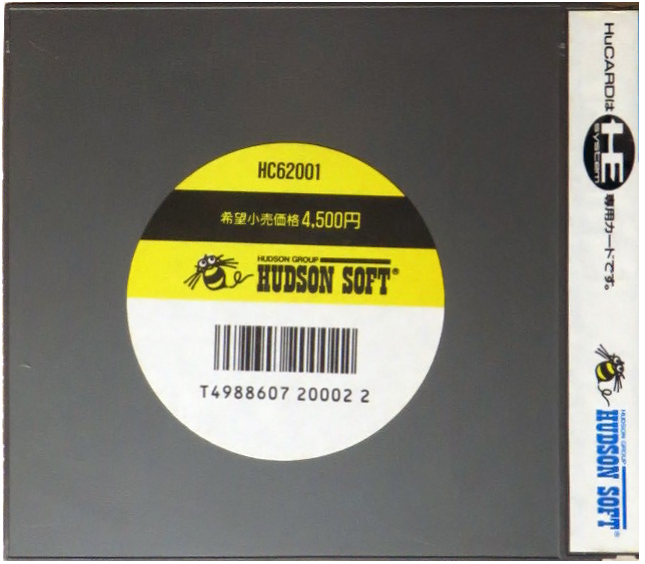 HC62001
希望小売価格4,500円
HUDSON GROUP
HUDSON SOFT®
T4988607 20002 2
HuCARDは HE system 専用カードです。
HUDSON GROUP
HUDSON SOFT®